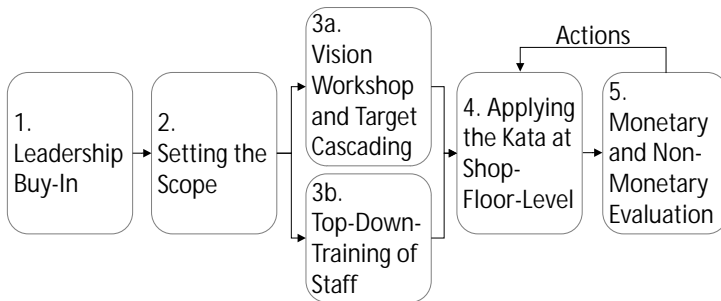 1.
Leadership
Buy-In
2.
Setting the
Scope
3a.
Vision
Workshop
and Target
Cascading
3b.
Top-Down-
Training of
Staff
4. Applying
the Kata at
Shop-
Floor-Level
Actions
5.
Monetary
and Non-
Monetary
Evaluation